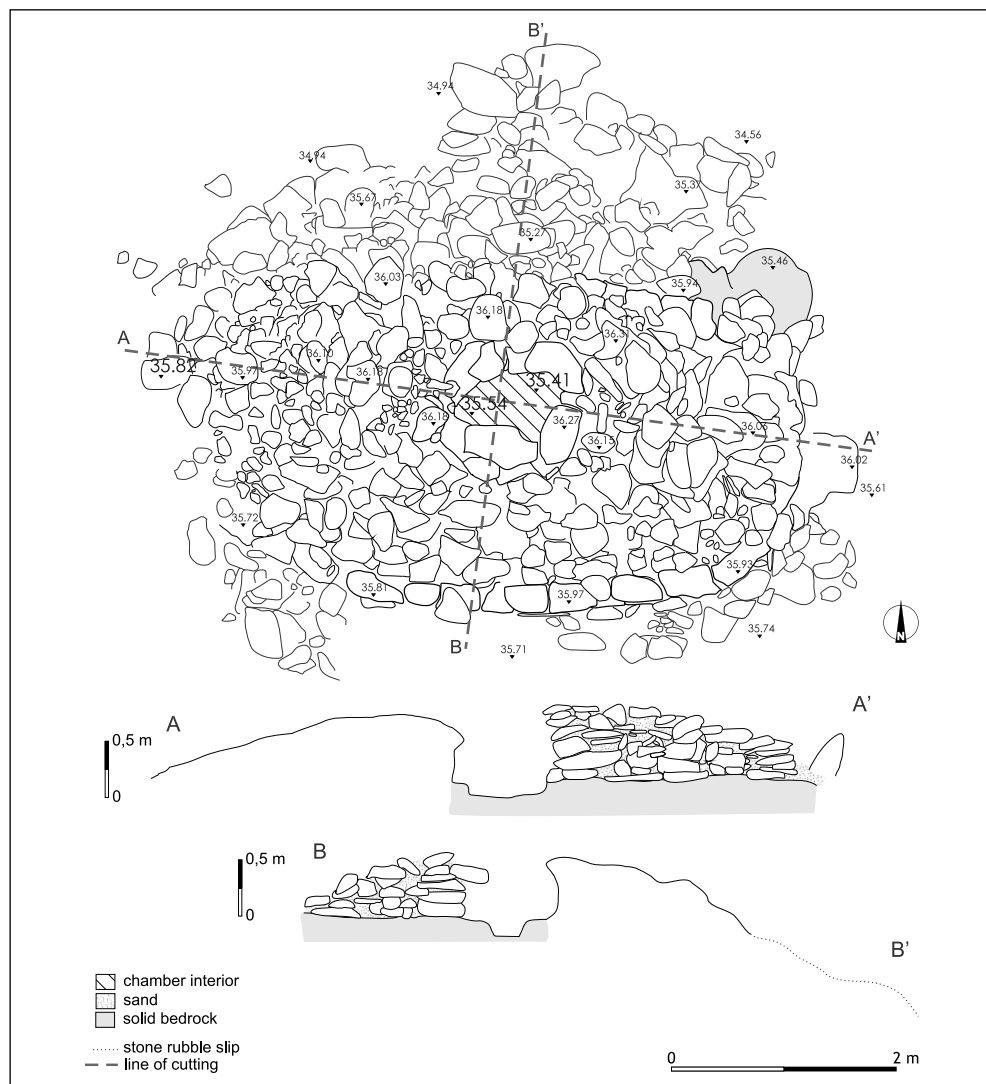 B'
34.94
34.56
34.94
35.37
35.67
35.27
35.46
36.03
35.94
36.18
36.31
A
36.10
35.82
35.97
36.18
35.41
35.54
36.18
36.27
36.06
A'
36.15
36.02
35.61
35.72
35.93
35.81
35.97
N
35.74
B
35.71
A
A'
0,5 m
0
B
0,5 m
0
B'
chamber interior
sand
solid bedrock
stone rubble slip
line of cutting
0
2 m